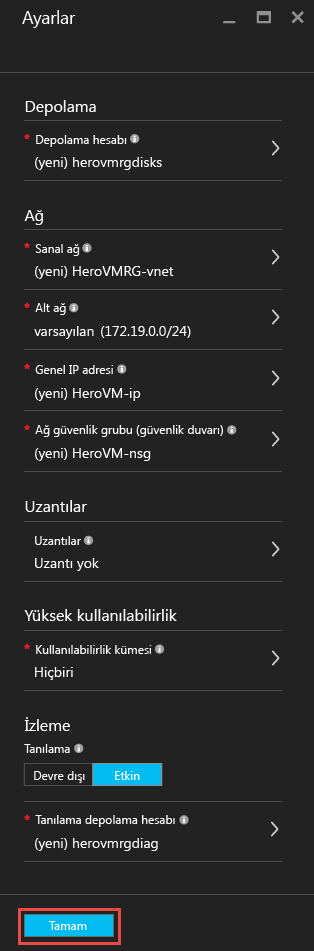 Ayarlar
Depolama
* Depolama hesabı
(yeni) herovmrgdisks
Ağ
* Sanal ağ
(yeni) HeroVMRG-vnet
* Alt ağ
varsayılan (172.19.0.0/24)
* Genel IP adresi
(yeni) HeroVM-ip
* Ağ güvenlik grubu (güvenlik duvarı)
(yeni) HeroVM-nsg
Uzantılar
Uzantılar
Uzantı yok
Yüksek kullanılabilirlik
* Kullanılabilirlik kümesi
Hiçbiri
İzleme
Tanılama
Devre dışı Etkin
* Tanılama depolama hesabı
(yeni) herovmrgdiag
Tamam